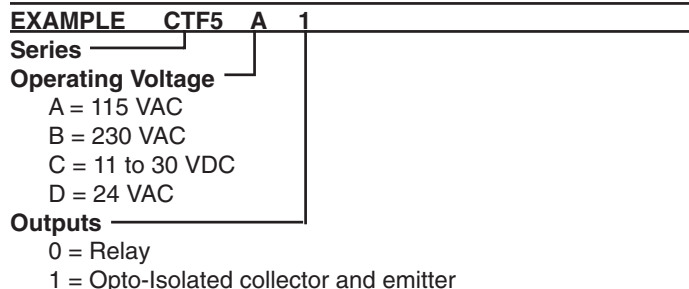 EXAMPLE CTF5 A 1
Series
Operating Voltage
A = 115 VAC
B = 230 VAC
C = 11 to 30 VDC
D = 24 VAC
Outputs
0 = Relay
1 = Opto-Isolated collector and emitter